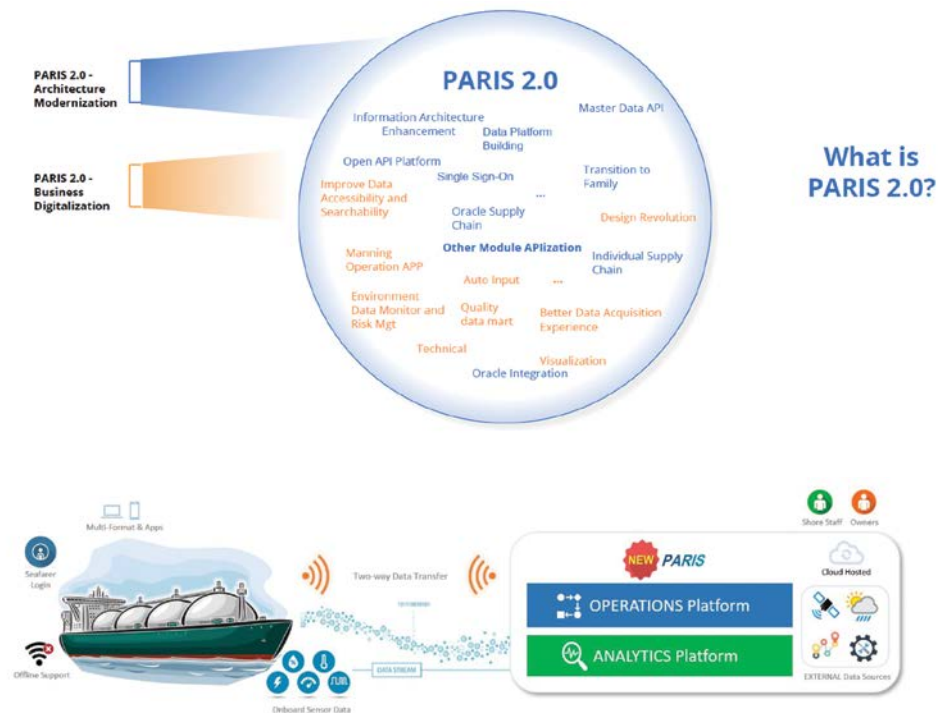 PARIS 2.0 -
Architecture
Modernization
PARIS 2.0 -
Business
Digitalization
PARIS 2.0
Master Data API
Information Architecture
Enhancement
Data Platform
Building
Open API Platform
Single Sign-On
Transition to
Family
...
Improve Data
Accessibility and
Searchability
Oracle Supply
Chain
Design Revolution
Other Module APIization
Manning
Operation APP
Individual Supply
Chain
Auto Input
...
Environment
Data Monitor and
Risk Mgt
Quality
data mart
Better Data Acquisition
Experience
Technical
Visualization
Oracle Integration
What is
PARIS 2.0?
Multi-Format & Apps
Seafarer
Login
Offline Support
Two-way Data Transfer
DATA STREAM
Onboard Sensor Data
Shore Staff
Owners
NEW
PARIS
Cloud Hosted
OPERATIONS Platform
ANALYTICS Platform
EXTERNAL Data Sources